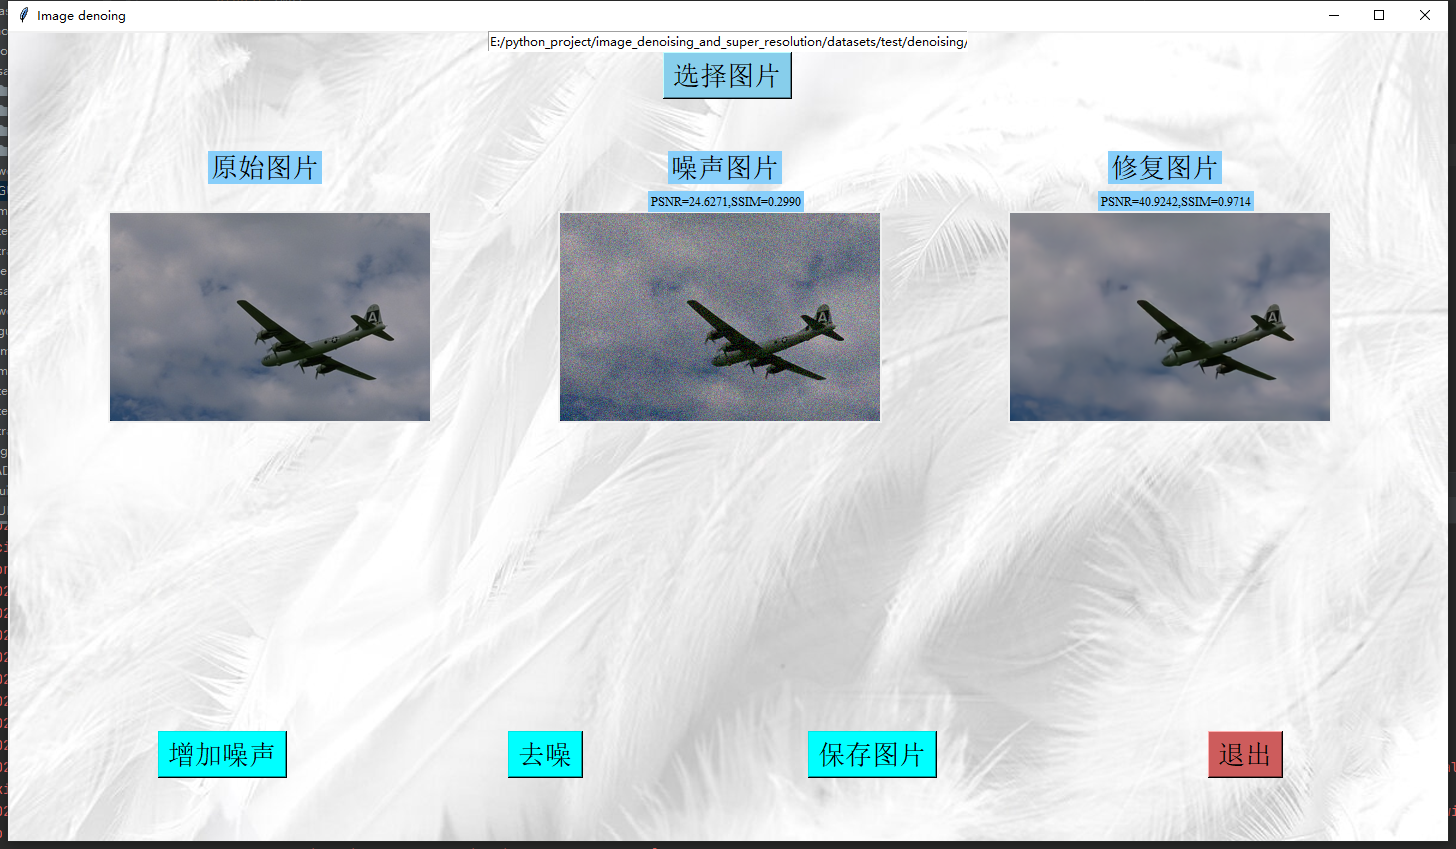 Image denoing
E:/python_project/image_denoising_and_super_resolution/datasets/test/denoising/
选择图片
原始图片
噪声图片
修复图片
PSNR=24.6271,SSIM=0.2990
PSNR=40.9242,SSIM=0.9714
A
A
A
增加噪声
去噪
保存图片
退出